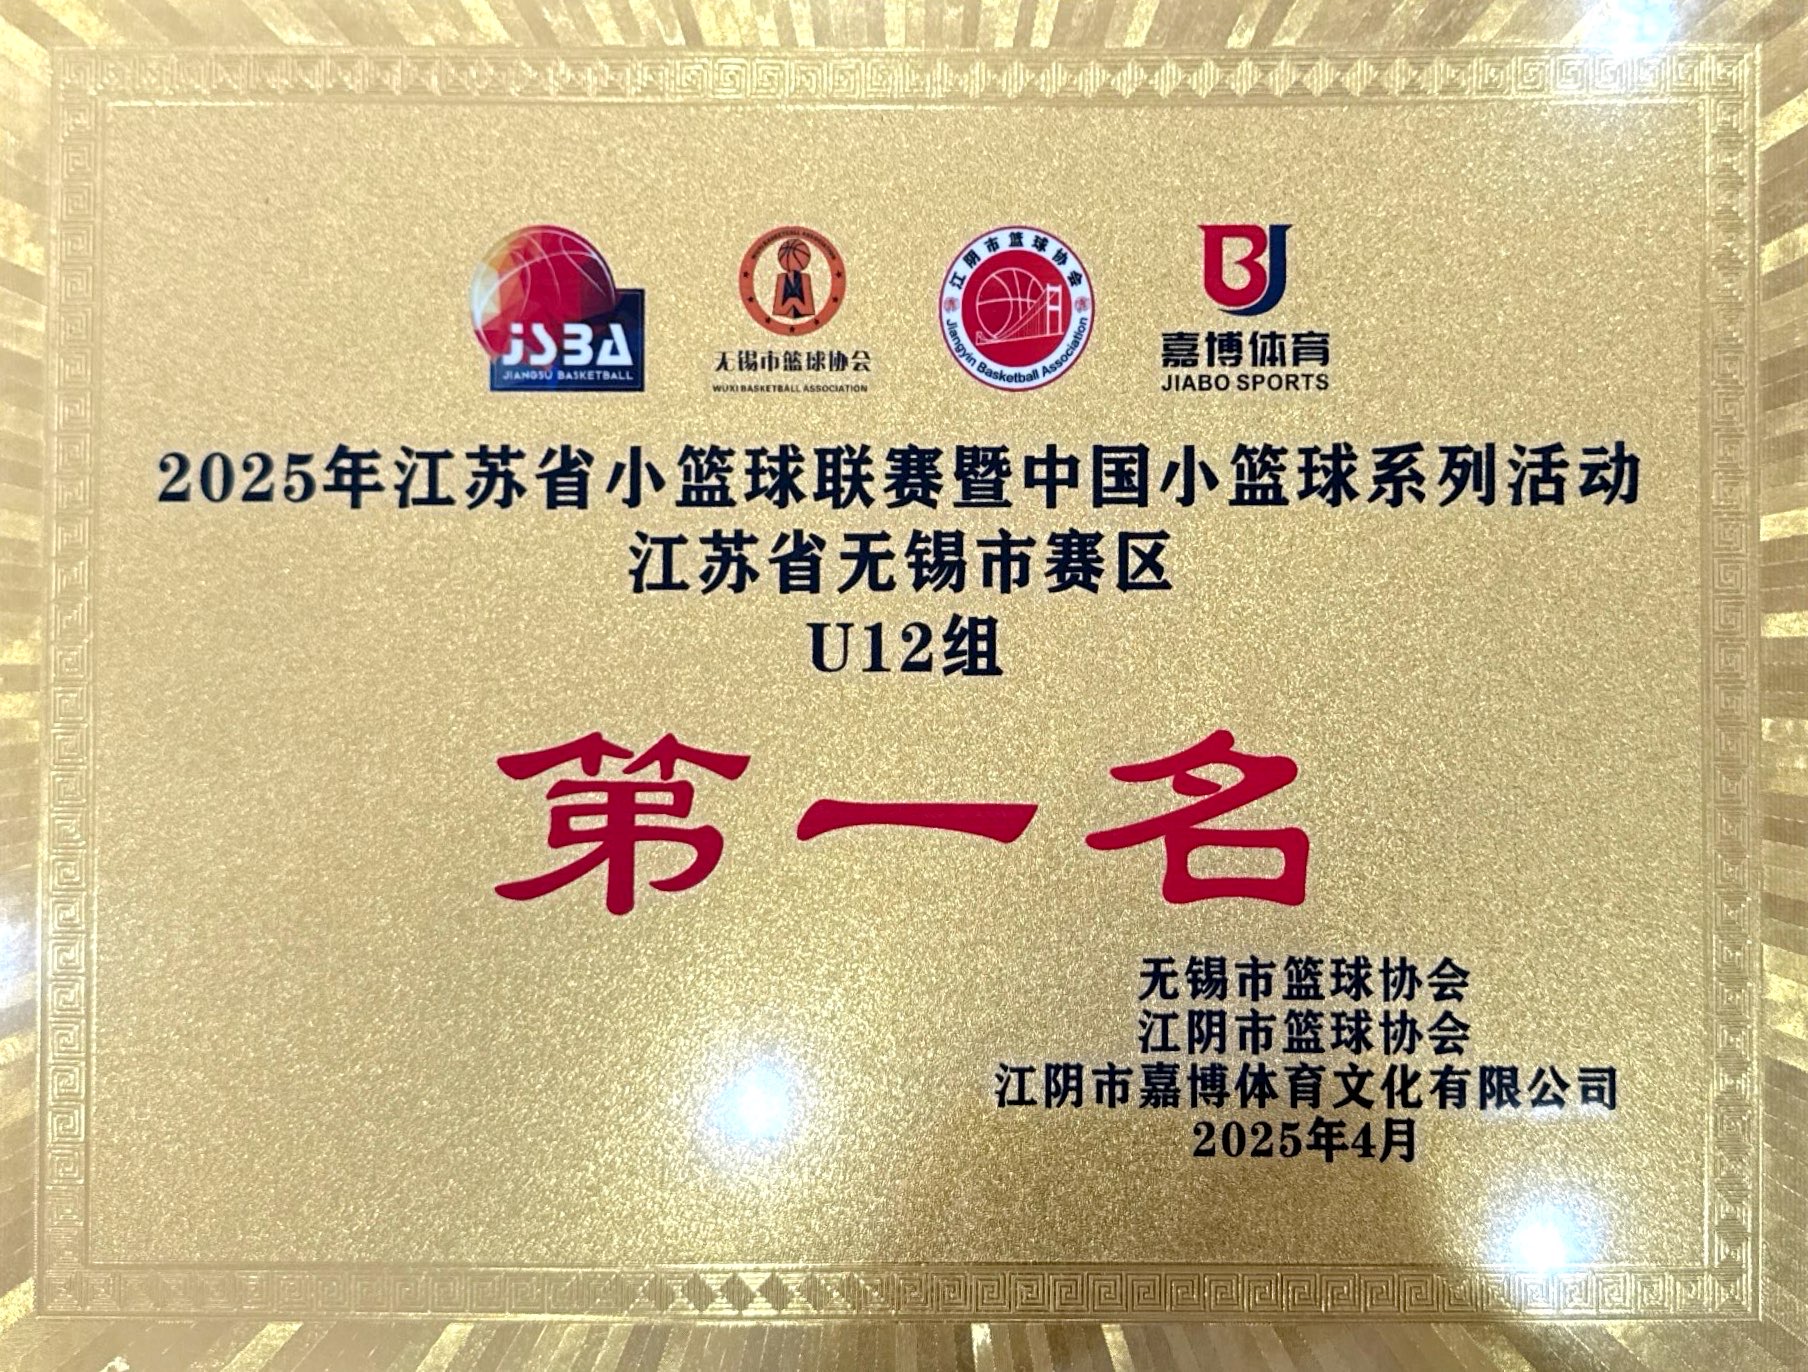 JSBA
JIANGSU BASKETBALL
WUXI BASKETBALL ASSOCIATION
无锡市篮球协会
WUXI BASKETBALL ASSOCIATION
江阴市篮球协会
Jiangyin Basketball Association
BJ
嘉博体育
JIABO SPORTS
2025年江苏省小篮球联赛暨中国小篮球系列活动
江苏省无锡市赛区
U12组
第一名
无锡市篮球协会
江阴市篮球协会
江阴市嘉博体育文化有限公司
2025年4月